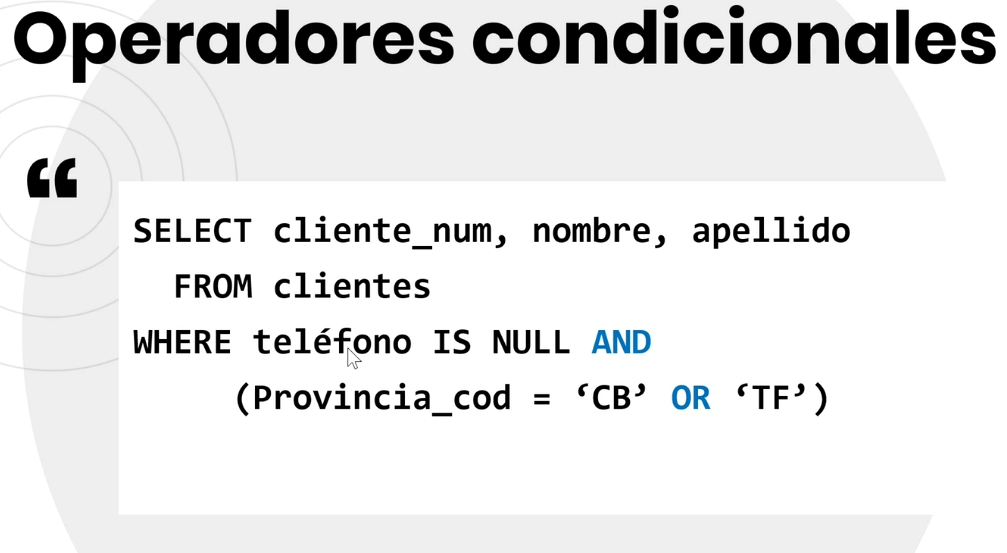 Operadores condicionales
“
SELECT cliente_num, nombre, apellido
FROM clientes
WHERE teléfono IS NULL AND
(Provincia_cod = ‘CB’ OR ‘TF’)